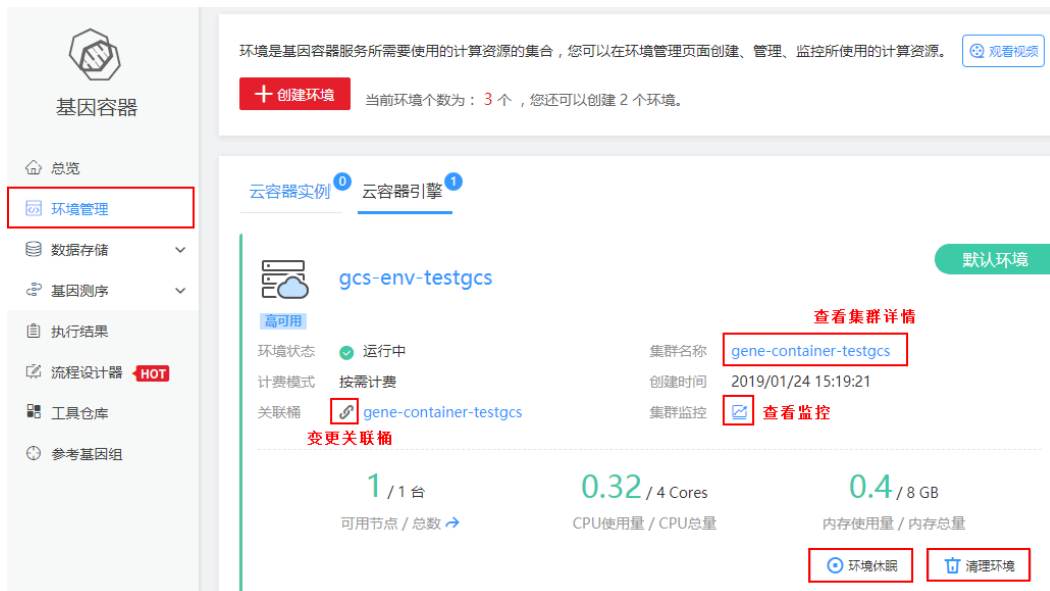 基因容器
总览
环境管理
数据存储
基因测序
执行结果
流程设计器 HOT
工具仓库
参考基因组
环境是基因容器服务所需要使用的计算资源的集合，您可以在环境管理页面创建、管理、监控所使用的计算资源。 观看视频
创建环境 当前环境个数为： 3 个 ，您还可以创建 2 个环境。
云容器实例 0 云容器引擎 1
gcs-env-testgcs 默认环境
高可用
查看集群详情
环境状态 运行中 集群名称 gene-container-testgcs
计费模式 按需计费 创建时间 2019/01/24 15:19:21
关联桶 gene-container-testgcs 集群监控 查看监控
变更关联桶
1 / 1 台 0.32 / 4 Cores 0.4 / 8 GB
可用节点 / 总数 CPU使用量 / CPU总量 内存使用量 / 内存总量
环境休眠 清理环境